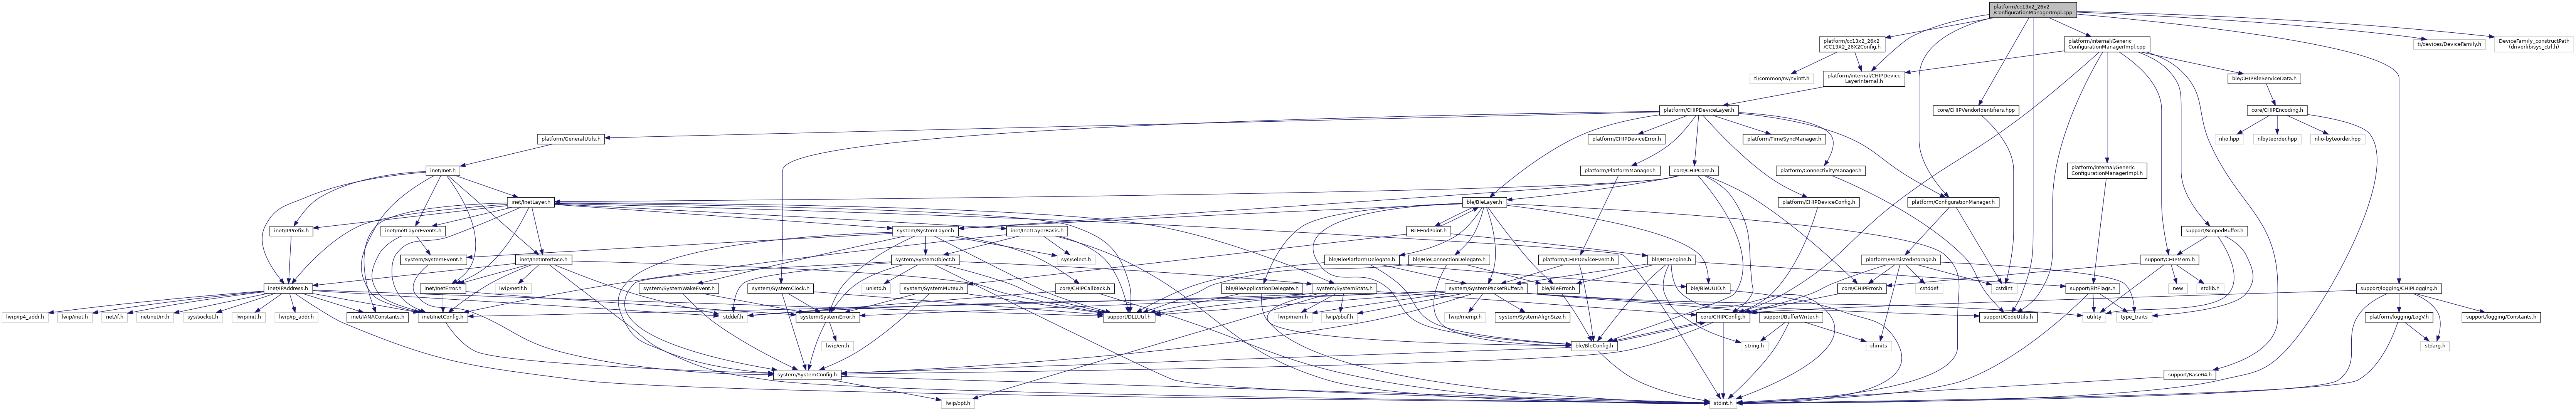 platform/cc13x2_26x2
/ConfigurationManagerImpl.cpp
platform/cc13x2_26x2
/CC13X2_26X2Config.h
platform/internal/Generic
ConfigurationManagerImpl.cpp
ti/devices/DeviceFamily.h
DeviceFamily_constructPath
(driverlib/sys_ctrl.h)
ti/common/nv/nvintf.h
platform/internal/CHIPDevice
LayerInternal.h
ble/CHIPBleServiceData.h
platform/CHIPDeviceLayer.h
core/CHIPVendorIdentifiers.hpp
core/CHIPEncoding.h
platform/GeneralUtils.h
platform/CHIPDeviceError.h
platform/TimeSyncManager.h
nlio.hpp
nlbyteorder.hpp
nlio-byteorder.hpp
inet/Inet.h
platform/PlatformManager.h
core/CHIPCore.h
platform/ConnectivityManager.h
platform/internal/Generic
ConfigurationManagerImpl.h
inet/InetLayer.h
ble/BleLayer.h
platform/CHIPDeviceConfig.h
platform/ConfigurationManager.h
inet/IPPrefix.h
inet/InetLayerEvents.h
system/SystemLayer.h
inet/InetLayerBasis.h
BLEEndPoint.h
support/ScopedBuffer.h
system/SystemEvent.h
inet/InetInterface.h
system/SystemObject.h
sys/select.h
ble/BlePlatformDelegate.h
ble/BleConnectionDelegate.h
platform/CHIPDeviceEvent.h
ble/BtpEngine.h
platform/PersistedStorage.h
support/CHIPMem.h
inet/IPAddress.h
inet/InetError.h
lwip/netif.h
system/SystemWakeEvent.h
system/SystemClock.h
unistd.h
system/SystemMutex.h
core/CHIPCallback.h
ble/BleApplicationDelegate.h
system/SystemStats.h
system/SystemPacketBuffer.h
ble/BleError.h
ble/BleUUID.h
core/CHIPError.h
cstddef
cstdint
support/BitFlags.h
new
stdlib.h
support/logging/CHIPLogging.h
lwip/ip4_addr.h
lwip/inet.h
net/if.h
netinet/in.h
sys/socket.h
lwip/init.h
lwip/ip_addr.h
inet/IANAConstants.h
inet/InetConfig.h
stddef.h
system/SystemError.h
support/DLLUtil.h
lwip/mem.h
lwip/pbuf.h
lwip/memp.h
system/SystemAlignSize.h
core/CHIPConfig.h
support/BufferWriter.h
support/CodeUtils.h
utility
type_traits
platform/logging/LogV.h
support/logging/Constants.h
lwip/err.h
ble/BleConfig.h
string.h
climits
stdarg.h
system/SystemConfig.h
support/Base64.h
lwip/opt.h
stdint.h